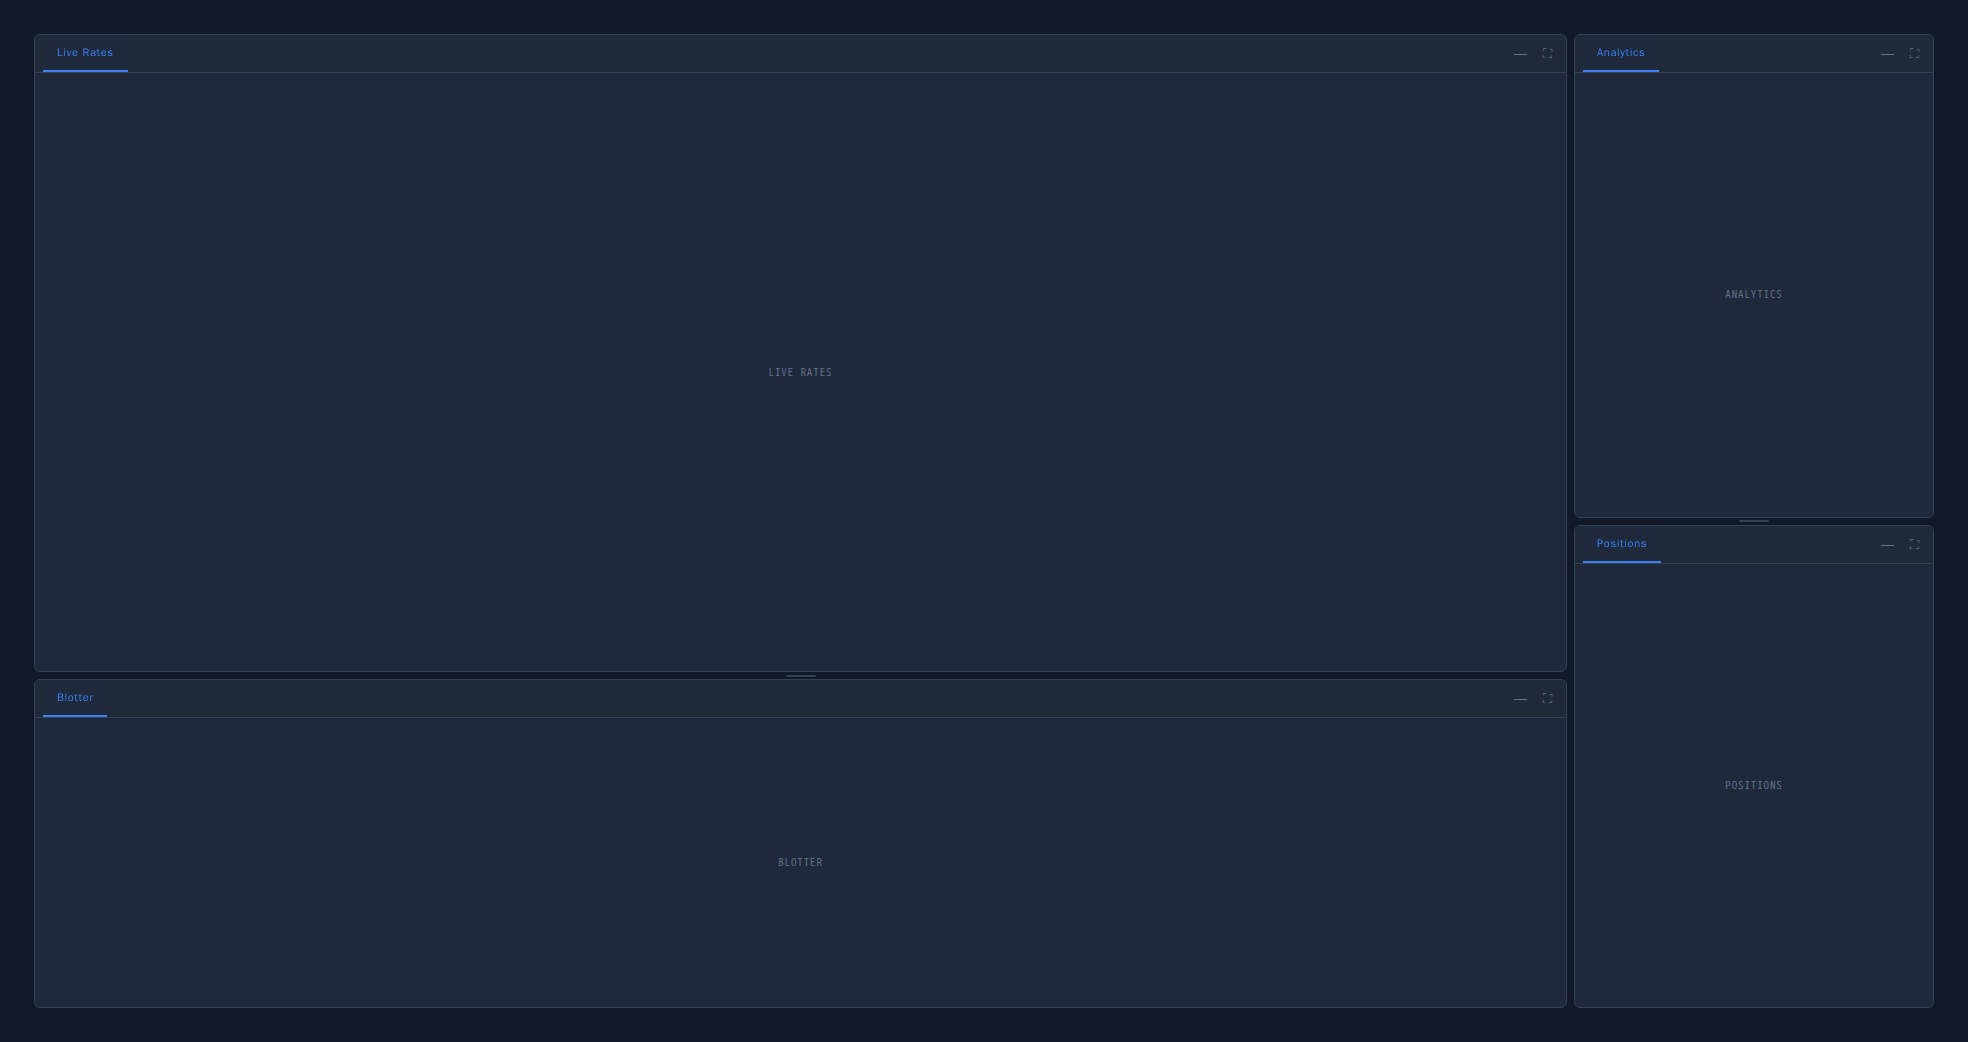 Live Rates
LIVE RATES
Blotter
BLOTTER
Analytics
ANALYTICS
Positions
POSITIONS